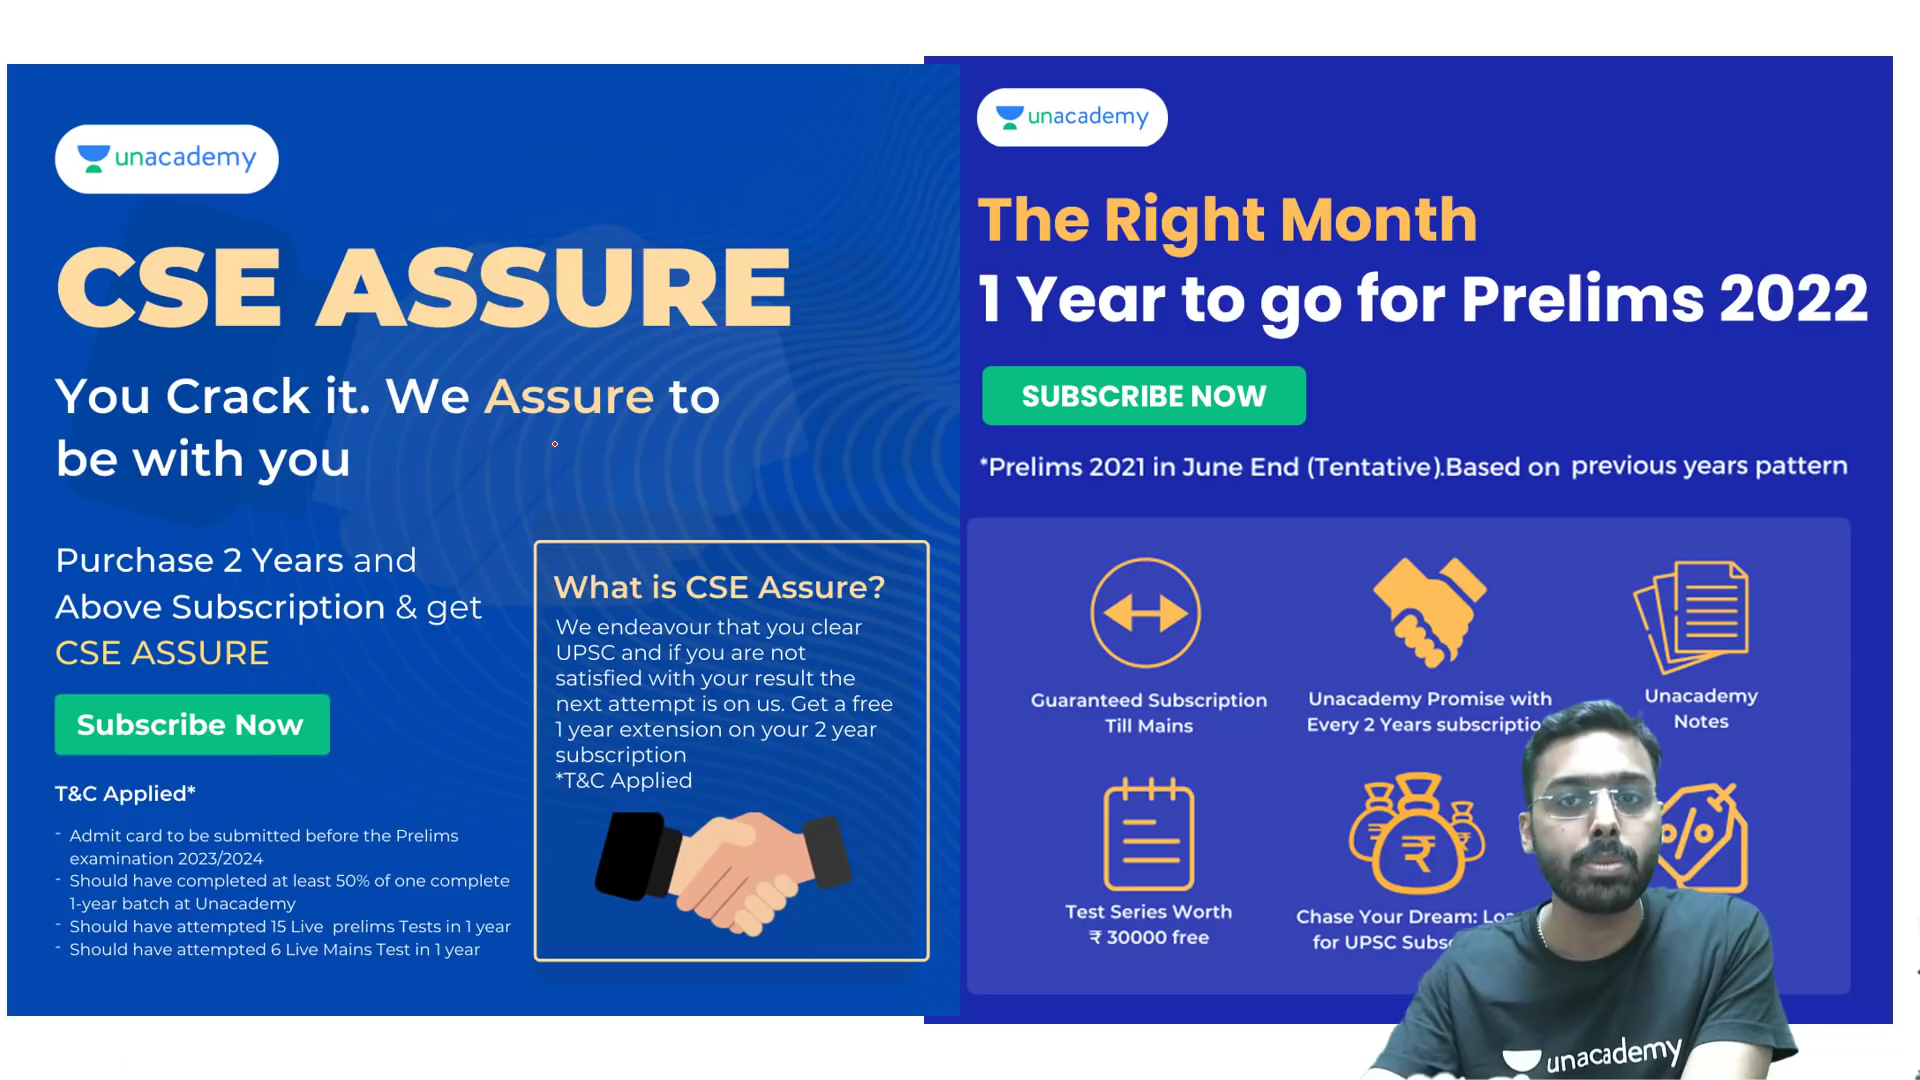 unacademy
CSE ASSURE
You Crack it. We Assure to
be with you
Purchase 2 Years and
Above Subscription & get
CSE ASSURE
Subscribe Now
T&C Applied*
- Admit card to be submitted before the Prelims
examination 2023/2024
- Should have completed at least 50% of one complete
1-year batch at Unacademy
- Should have attempted 15 Live prelims Tests in 1 year
- Should have attempted 6 Live Mains Test in 1 year
What is CSE Assure?
We endeavour that you clear
UPSC and if you are not
satisfied with your result the
next attempt is on us. Get a free
1 year extension on your 2 year
subscription
*T&C Applied
unacademy
The Right Month
1 Year to go for Prelims 2022
SUBSCRIBE NOW
*Prelims 2021 in June End (Tentative).Based on previous years pattern
Guaranteed Subscription
Till Mains
Unacademy Promise with
Every 2 Years
Unacademy
Notes
Test Series Worth
₹ 30000 free
Chase Your Dream:
for UPSC
unacademy